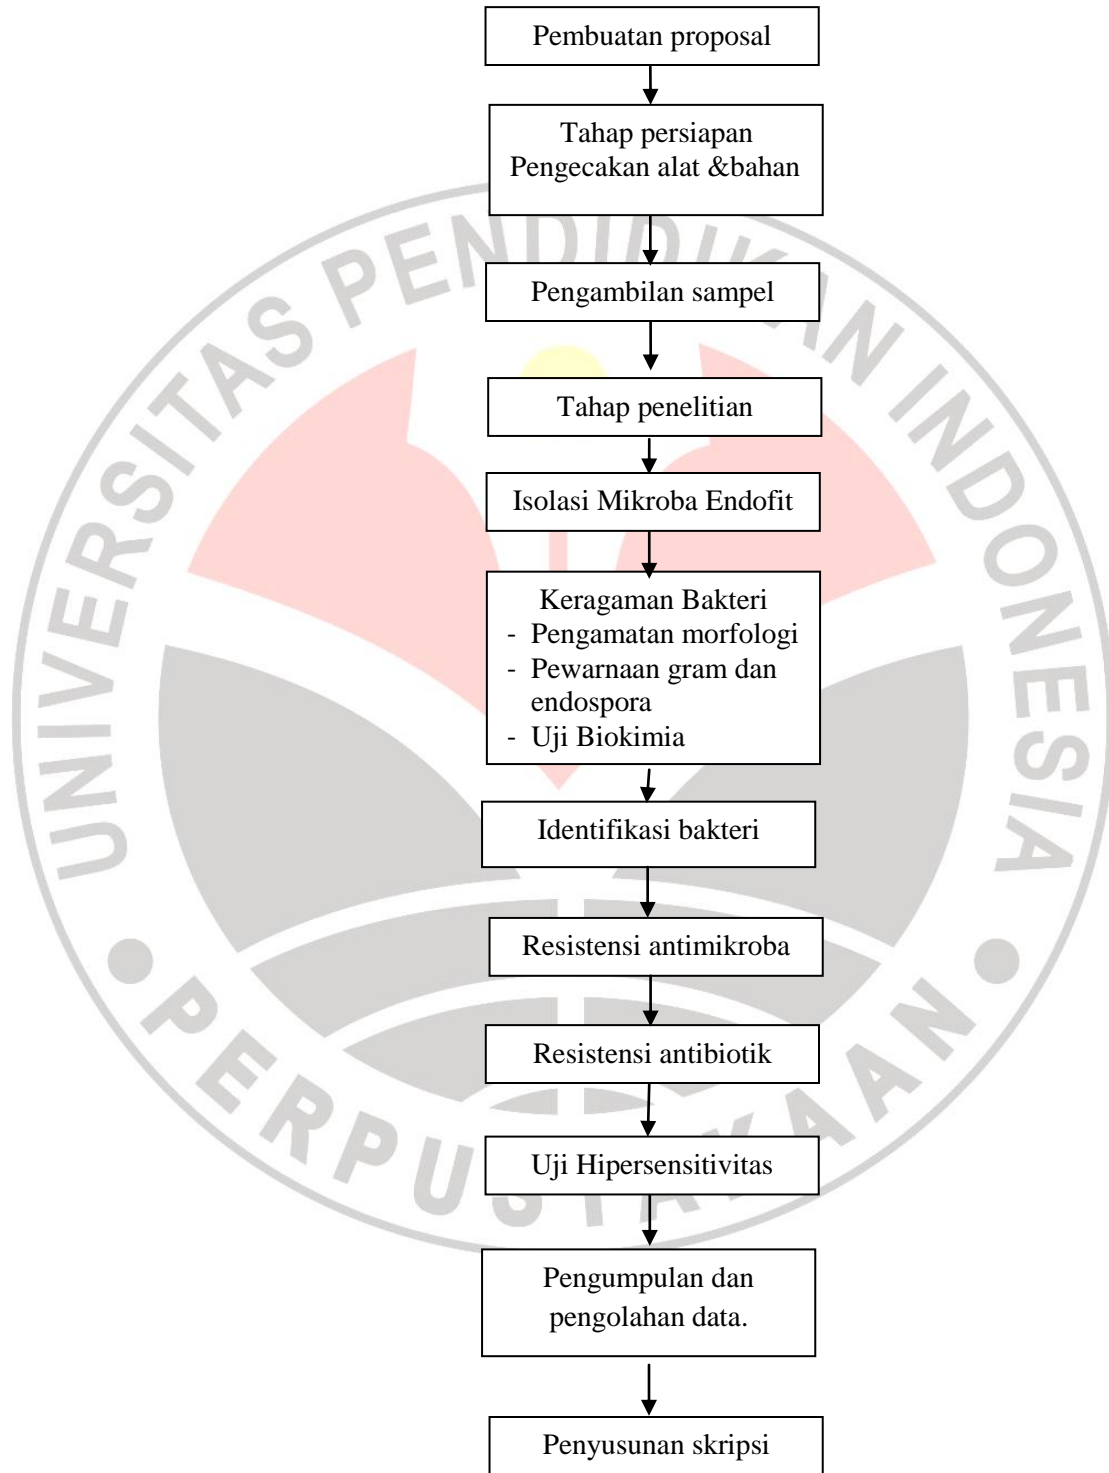 Pembuatan proposal
Tahap persiapan
Pengecakan alat &bahan
Pengambilan sampel
Tahap penelitian
Isolasi Mikroba Endofit
Keragaman Bakteri
- Pengamatan morfologi
- Pewarnaan gram dan
endospora
- Uji Biokimia
Identifikasi bakteri
Resistensi antimikroba
Resistensi antibiotik
Uji Hipersensitivitas
Pengumpulan dan
pengolahan data.
Penyusunan skripsi
UNIVERSITAS PENDIDIKAN INDONESIA
PERPUSTAKAAN